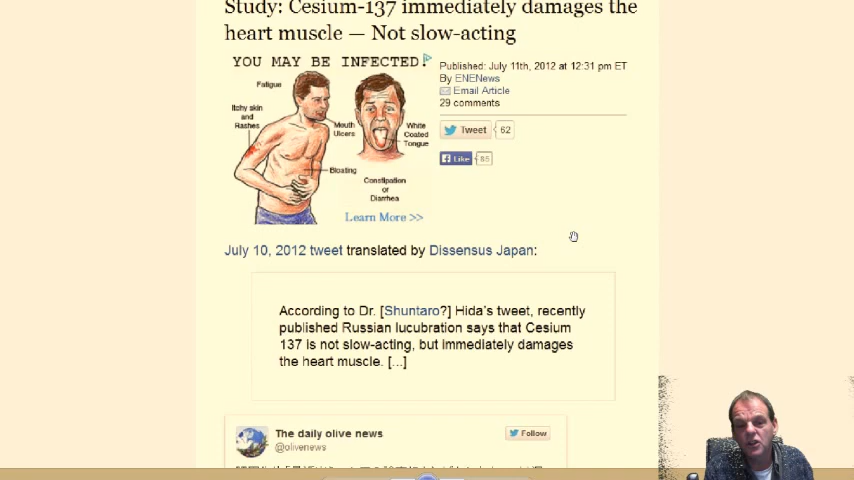 Study: Cesium-137 immediately damages the
heart muscle — Not slow-acting
YOU MAY BE INFECTED!
Fatigue
Itchy skin
and
Rashes
Mouth
Ulcers
White
Coated
Tongue
Bloating
Constipation
or
Diarrhea
Learn More >>
Published: July 11th, 2012 at 12:31 pm ET
By ENENews
Email Article
29 comments
Tweet 62
Like 85
July 10, 2012 tweet translated by Dissensus Japan:
According to Dr. [Shuntaro?] Hida's tweet, recently
published Russian lucubration says that Cesium
137 is not slow-acting, but immediately damages
the heart muscle. [...]
The daily olive news
@olivenews
Follow